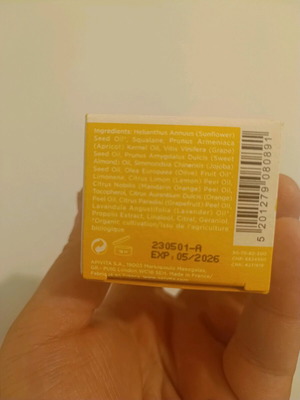 Ingredients: Helianthus Annuus (Sunflower)
Seed Oil*, Squalane, Prunus Armeniaca
(Apricot) Kernel Oil, Vitis Vinifera (Grape)
Seed Oil, Prunus Amygdalus Dulcis (Sweet
Almond) Oil, Simmondsia Chinensis (Jojoba)
Seed Oil, Olea Europaea (Olive) Fruit Oil,
Limonene, Citrus Limon (Lemon) Peel Oil,
Citrus Nobilis (Mandarin Orange) Peel Oil,
Tocopherol, Citrus Aurantium Dulcis (Orange)
Peel Oil, Citrus Paradisi (Grapefruit) Peel Oil,
Lavandula Angustifolia (Lavender) Oil*,
Propolis Extract, Linalool, Citral, Geraniol
biologique
230501-A
EXP: 05/2026
5 201279 080891